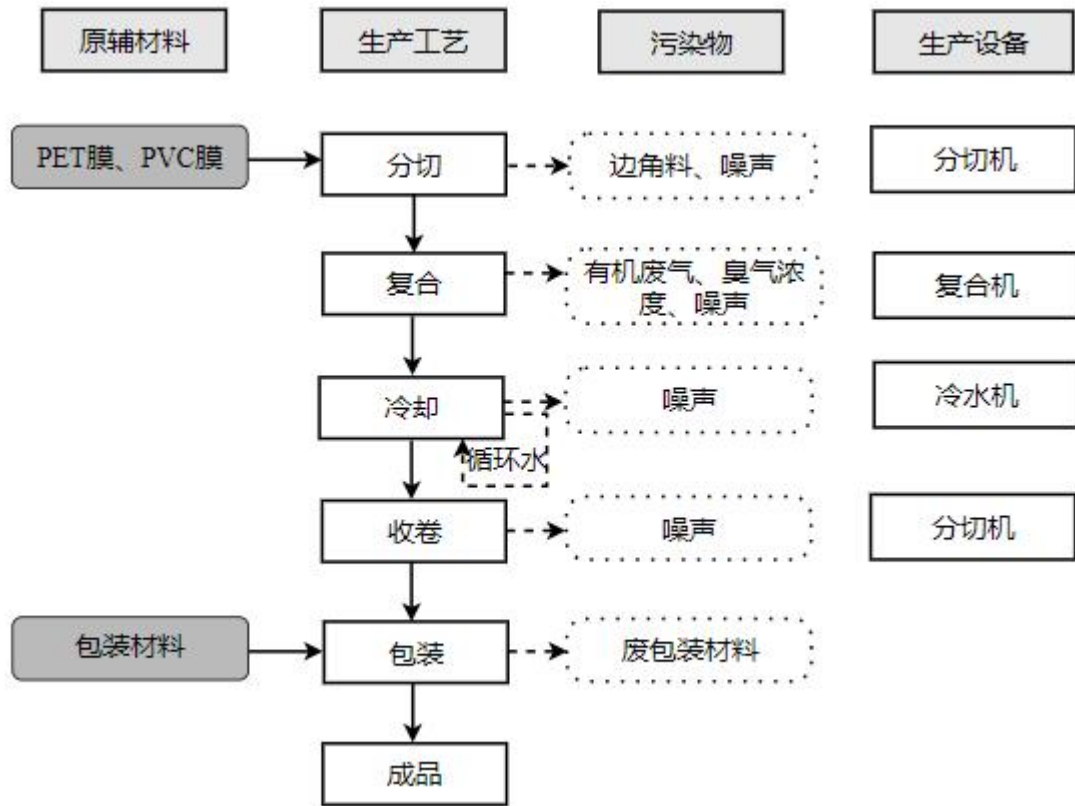 原辅材料
生产工艺
污染物
生产设备
PET膜、PVC膜
分切
边角料、噪声
分切机
复合
有机废气、臭气浓
度、噪声
复合机
冷却
噪声
冷水机
循环水
收卷
噪声
分切机
包装材料
包装
废包装材料
成品